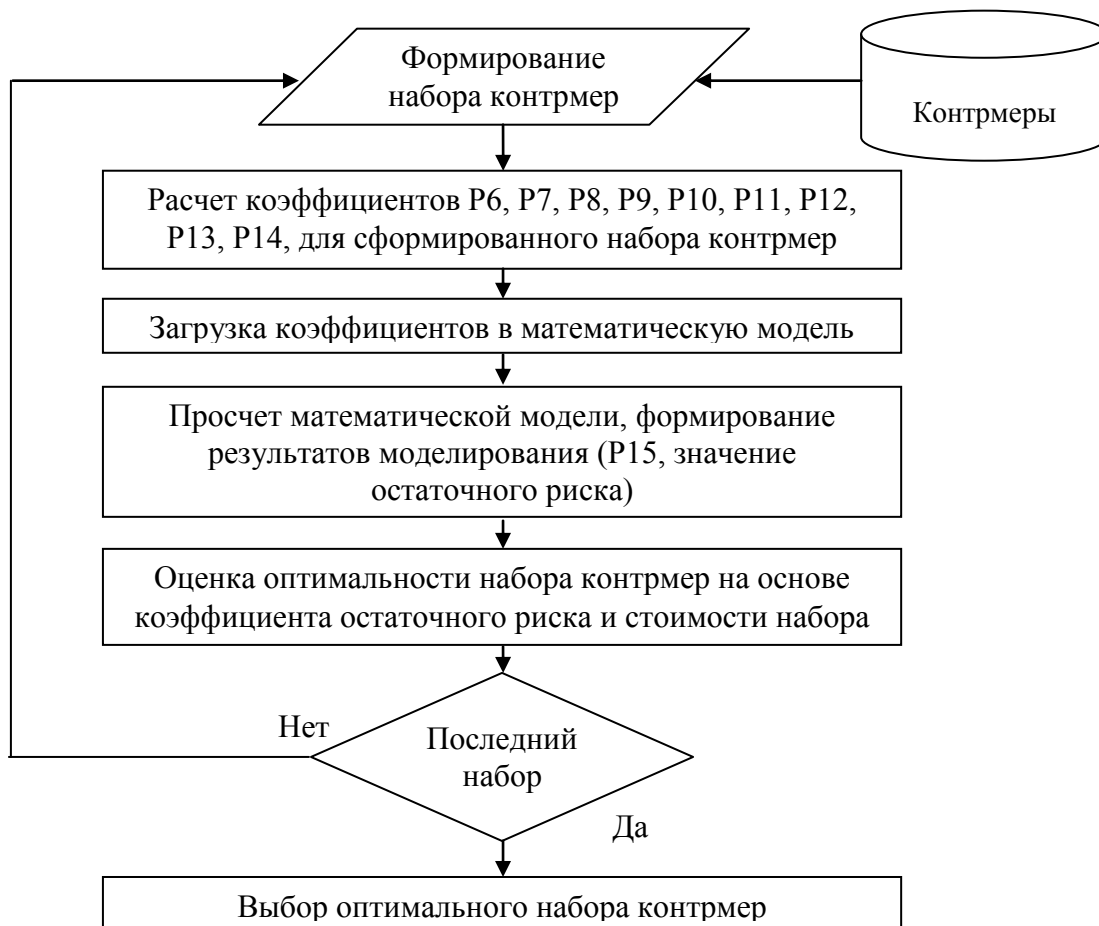 Формирование
набора контрмер
Контрмеры
Расчет коэффициентов P6, P7, P8, P9, P10, P11, P12,
P13, P14, для сформированного набора контрмер
Загрузка коэффициентов в математическую модель
Просчет математической модели, формирование
результатов моделирования (P15, значение
остаточного риска)
Оценка оптимальности набора контрмер на основе
коэффициента остаточного риска и стоимости набора
Нет
Последний
набор
Да
Выбор оптимального набора контрмер